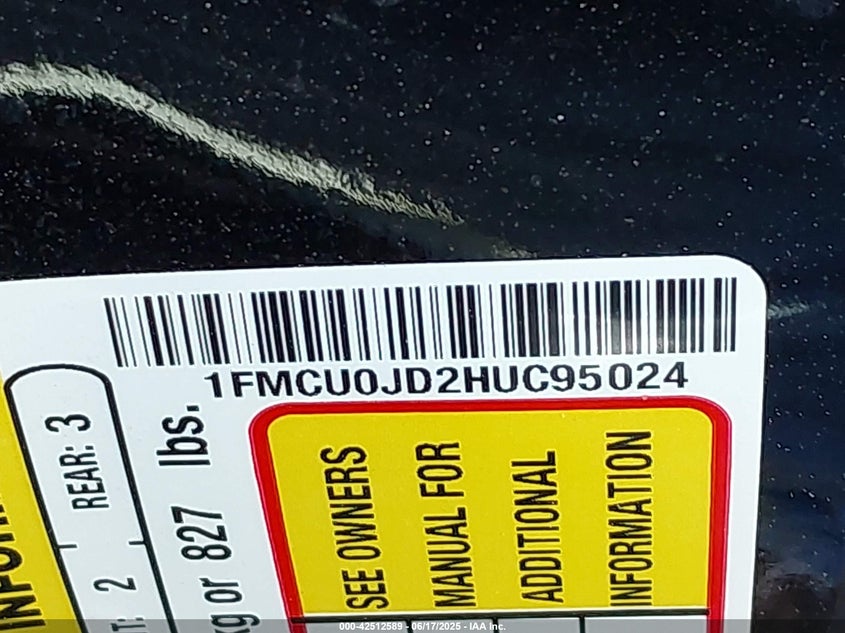 1FMCU0JD2HUC95024
REAR: 3
2
kg or 827 lbs.
SEE OWNERS
MANUAL FOR
ADDITIONAL
INFORMATION
000-42512589 - 06/17/2025 - IAA Inc.